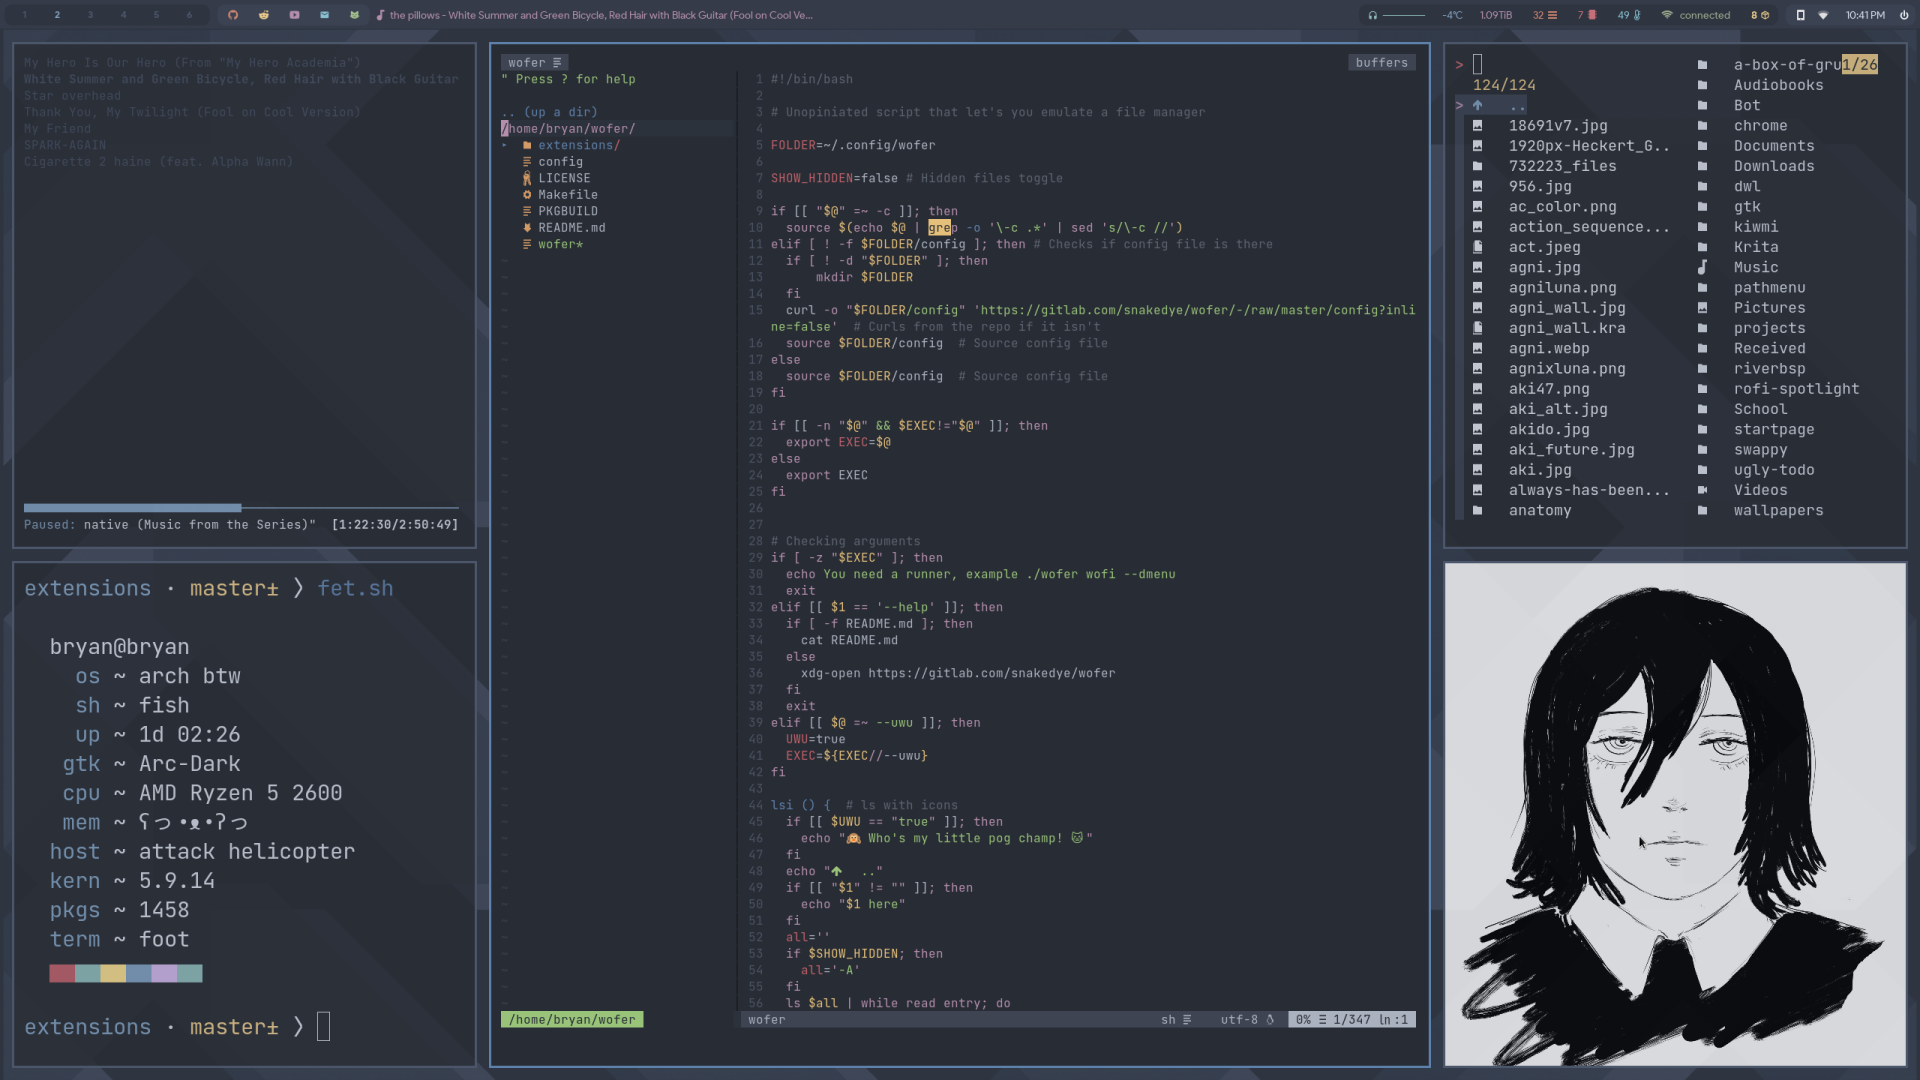 1 2 3 4 5 6
the pillows - White Summer and Green Bicycle, Red Hair with Black Guitar (Fool on Cool Ve...
-4°C 1.09TiB 32 7 49 connected 8 10:41PM
My Hero Is Our Hero (From "My Hero Academia")
White Summer and Green Bicycle, Red Hair with Black Guitar
Star overhead
Thank You, My Twilight (Fool on Cool Version)
My Friend
SPARK-AGAIN
Cigarette 2 haine (feat. Alpha Wann)
Paused: native (Music from the Series)" [1:22:30/2:50:49]
extensions · master± ❯ fet.sh
bryan@bryan
os ~ arch btw
sh ~ fish
up ~ 1d 02:26
gtk ~ Arc-Dark
cpu ~ AMD Ryzen 5 2600
mem ~ ʕっ•ᴥ•ʔっ
host ~ attack helicopter
kern ~ 5.9.14
pkgs ~ 1458
term ~ foot
extensions · master± ❯
wofer
" Press ? for help
.. (up a dir)
/home/bryan/wofer/
▸ extensions/
config
LICENSE
Makefile
PKGBUILD
README.md
wofer*
/home/bryan/wofer
buffers
1 #!/bin/bash
2
3 # Unopiniated script that let's you emulate a file manager
4
5 FOLDER=~/.config/wofer
6
7 SHOW_HIDDEN=false # Hidden files toggle
8
9 if [[ "$@" =~ -c ]]; then
10 source $(echo $@ | grep -o '\-c .*' | sed 's/\-c //')
11 elif [ ! -f $FOLDER/config ]; then # Checks if config file is there
12 if [ ! -d "$FOLDER" ]; then
13 mkdir $FOLDER
14 fi
15 curl -o "$FOLDER/config" 'https://gitlab.com/snakedye/wofer/-/raw/master/config?inli
ne=false' # Curls from the repo if it isn't
16 source $FOLDER/config # Source config file
17 else
18 source $FOLDER/config # Source config file
19 fi
20
21 if [[ -n "$@" && $EXEC!="$@" ]]; then
22 export EXEC=$@
23 else
24 export EXEC
25 fi
26
27
28 # Checking arguments
29 if [ -z "$EXEC" ]; then
30 echo You need a runner, example ./wofer wofi --dmenu
31 exit
32 elif [[ $1 == '--help' ]]; then
33 if [ -f README.md ]; then
34 cat README.md
35 else
36 xdg-open https://gitlab.com/snakedye/wofer
37 fi
38 exit
39 elif [[ $@ =~ --uwu ]]; then
40 UWU=true
41 EXEC=${EXEC//--uwu}
42 fi
43
44 lsi () { # ls with icons
45 if [[ $UWU == "true" ]]; then
46 echo "🙈 Who's my little pog champ! 🐱"
47 fi
48 echo "🡅 .."
49 if [[ "$1" != "" ]]; then
50 echo "$1 here"
51 fi
52 all=''
53 if $SHOW_HIDDEN; then
54 all='-A'
55 fi
56 ls $all | while read entry; do
wofer sh utf-8 0% ☰ 1/347 ln:1
>
124/124
> ..
18691v7.jpg
1920px-Heckert_G..
732223_files
956.jpg
ac_color.png
action_sequence...
act.jpeg
agni.jpg
agniluna.png
agni_wall.jpg
agni_wall.kra
agni.webp
agnixluna.png
aki47.png
aki_alt.jpg
akido.jpg
aki_future.jpg
aki.jpg
always-has-been...
anatomy
a-box-of-gru1/26
Audiobooks
Bot
chrome
Documents
Downloads
dwl
gtk
kiwmi
Krita
Music
pathmenu
Pictures
projects
Received
riverbsp
rofi-spotlight
School
startpage
swappy
ugly-todo
Videos
wallpapers